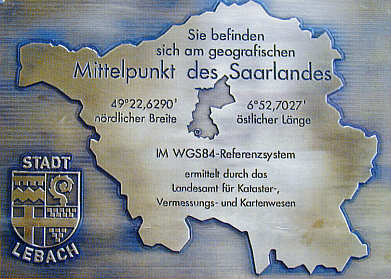 Sie befinden
sich am geografischen
Mittelpunkt des Saarlandes
49°22,6290' 6°52,7027'
nördlicher Breite östlicher Länge
IM WGS84-Referenzsystem
ermittelt durch das
Landesamt für Kataster-,
Vermessungs- und Kartenwesen
STADT
LEBACH